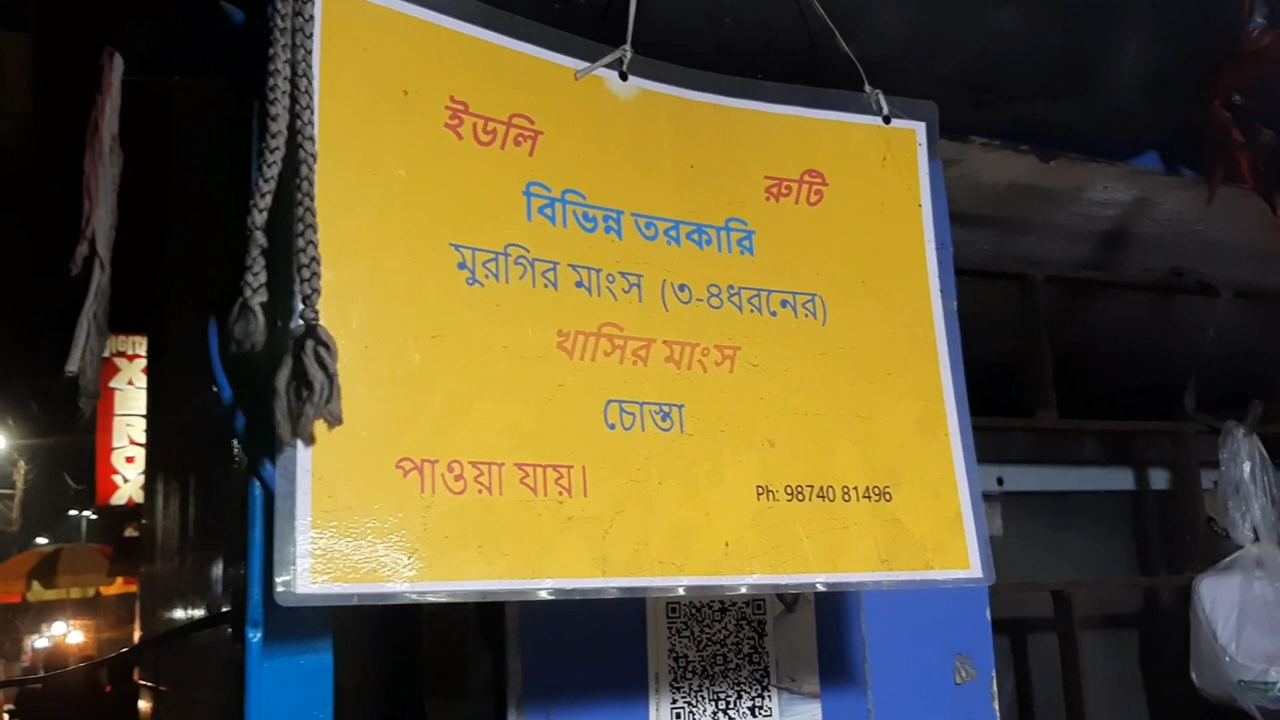 ইডলি
রুটি
বিভিন্ন তরকারি
মুরগির মাংস (৩-৪ধরনের)
খাসির মাংস
চোস্তা
পাওয়া যায়।
Ph: 98740 81496
XEROX